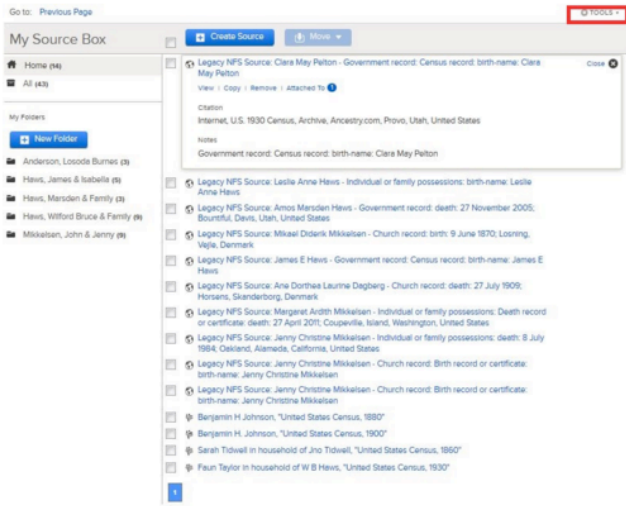 Go to: Previous Page
TOOLS
My Source Box
Create Source
Move
Home (14)
All (43)
My Folders
New Folder
Anderson, Losoda Burnes (3)
Haws, James & Isabella (5)
Haws, Marsden & Family (3)
Haws, Wilford Bruce & Family (9)
Mikkelsen, John & Jenny (9)
Legacy NFS Source: Clara May Pelton - Government record: Census record: birth-name: Clara
May Pelton
Close
View | Copy | Remove | Attached To 1
Citation
Internet, U.S. 1930 Census, Archive, Ancestry.com, Provo, Utah, United States
Notes
Government record: Census record: birth-name: Clara May Pelton
Legacy NFS Source: Leslie Anne Haws - Individual or family possessions: birth-name: Leslie
Anne Haws
Legacy NFS Source: Amos Marsden Haws - Government record: death: 27 November 2005;
Bountiful, Davis, Utah, United States
Legacy NFS Source: Mikael Diderik Mikkelsen - Church record: birth: 9 June 1870; Losning,
Vejle, Denmark
Legacy NFS Source: James E Haws - Government record: Census record: birth-name: James E
Haws
Legacy NFS Source: Ane Dorthea Laurine Dagberg - Church record: death: 27 July 1909;
Horsens, Skanderborg, Denmark
Legacy NFS Source: Margaret Ardith Mikkelsen - Individual or family possessions: Death record
or certificate: death: 27 April 2011; Coupeville, Island, Washington, United States
Legacy NFS Source: Jenny Christine Mikkelsen - Individual or family possessions: death: 8 July
1984; Oakland, Alameda, California, United States
Legacy NFS Source: Jenny Christine Mikkelsen - Church record: Birth record or certificate:
birth-name: Jenny Christine Mikkelsen
Legacy NFS Source: Jenny Christine Mikkelsen - Church record: Birth record or certificate:
birth-name: Jenny Christine Mikkelsen
Benjamin H Johnson, "United States Census, 1880"
Benjamin H. Johnson, "United States Census, 1900"
Sarah Tidwell in household of Jno Tidwell, "United States Census, 1860"
Faun Taylor in household of W B Haws, "United States Census, 1930"
1